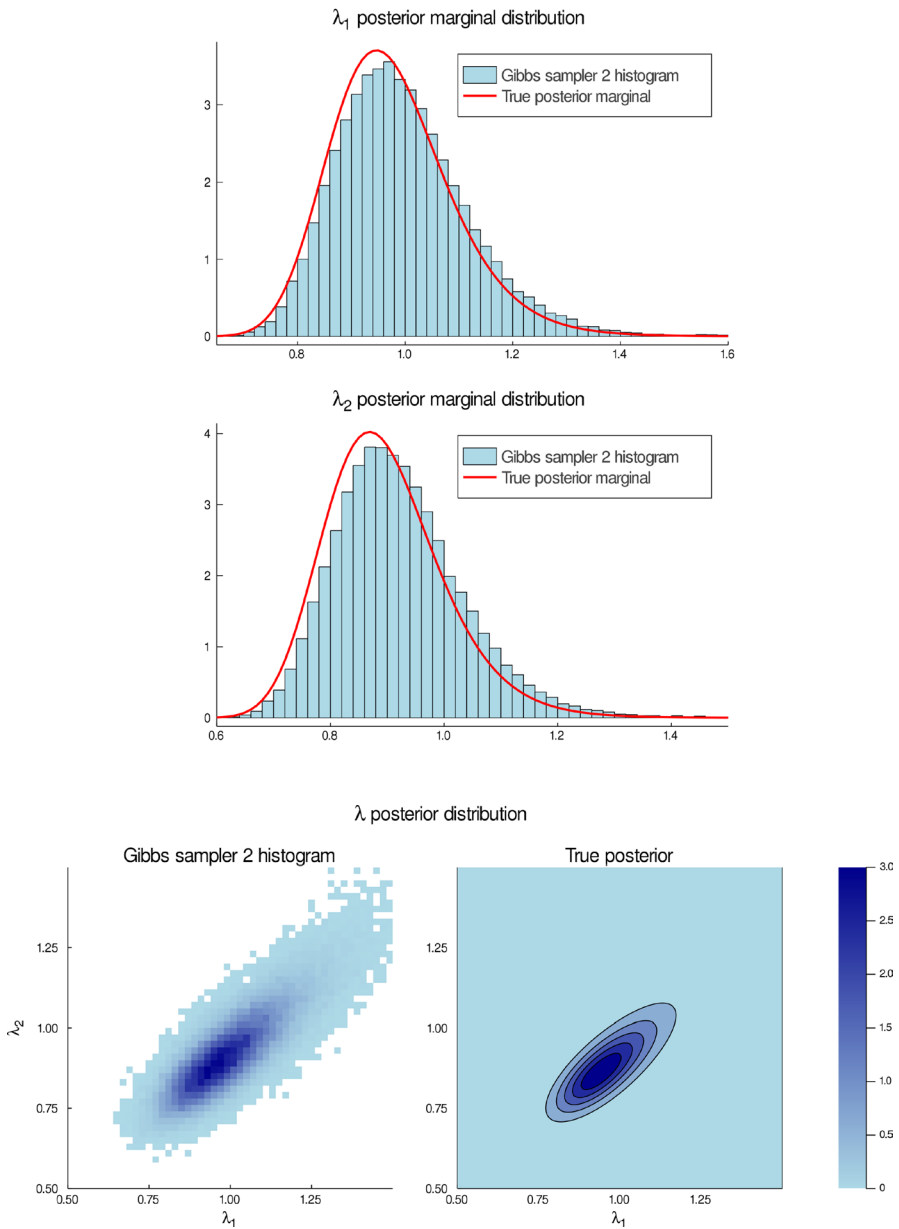 λ₁ posterior marginal distribution
Gibbs sampler 2 histogram
True posterior marginal
3
2
1
0
0.8 1.0 1.2 1.4 1.6
λ₂ posterior marginal distribution
Gibbs sampler 2 histogram
True posterior marginal
4
3
2
1
0
0.6 0.8 1.0 1.2 1.4
λ posterior distribution
Gibbs sampler 2 histogram
λ₂
1.25
1.00
0.75
0.50
0.50 0.75 1.00 1.25
λ₁
True posterior
1.25
1.00
0.75
0.50
0.50 0.75 1.00 1.25
λ₁
3.0
2.5
2.0
1.5
1.0
0.5
0